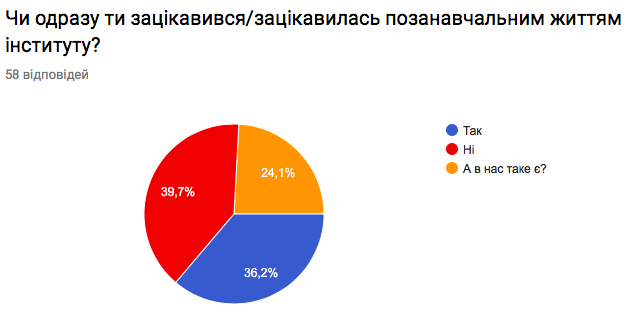 Чи одразу ти зацікавився/зацікавилась позанавчальним життям
інституту?
58 відповідей
Так
Ні
А в нас таке є?
24,1%
39,7%
36,2%